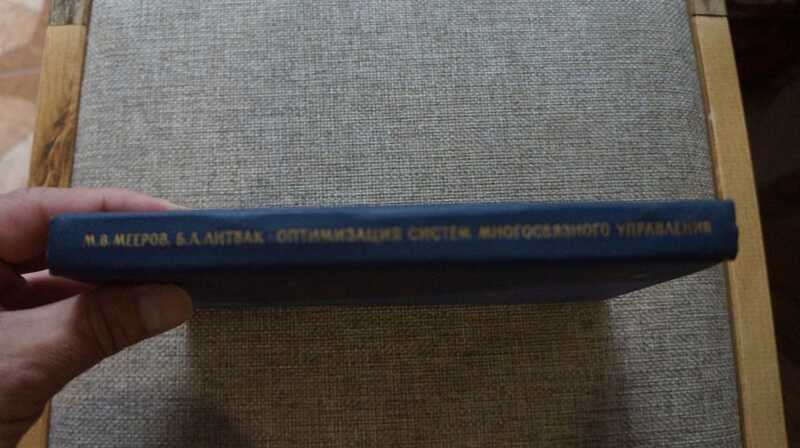 М.В.МЕЕРОВ, Б.Л.ЛИТВАК · ОПТИМИЗАЦИЯ СИСТЕМ МНОГОСВЯЗНОГО УПРАВЛЕНИЯ